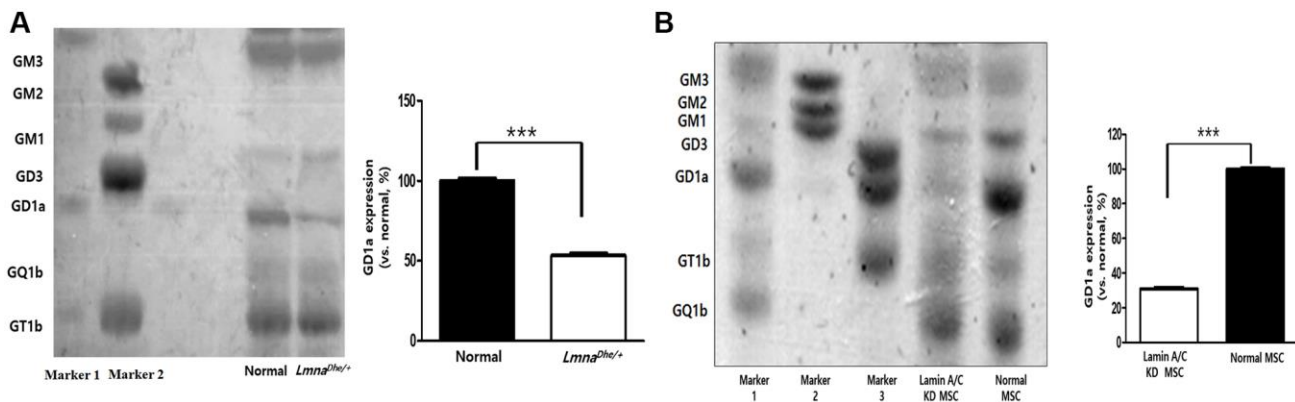 A
GM3
GM2
GM1
GD3
GD1a
GQ1b
GT1b
Marker 1 Marker 2 Normal Lmna^Dhe/+
GD1a expression
(vs. normal, %)
150
100
50
0
***
Normal Lmna^Dhe/+
B
GM3
GM2
GM1
GD3
GD1a
GT1b
GQ1b
Marker
1
Marker
2
Marker
3
Lamin A/C
KD MSC
Normal
MSC
GD1a expression
(vs. normal, %)
120
100
80
60
40
20
0
***
Lamin A/C
KD MSC
Normal MSC